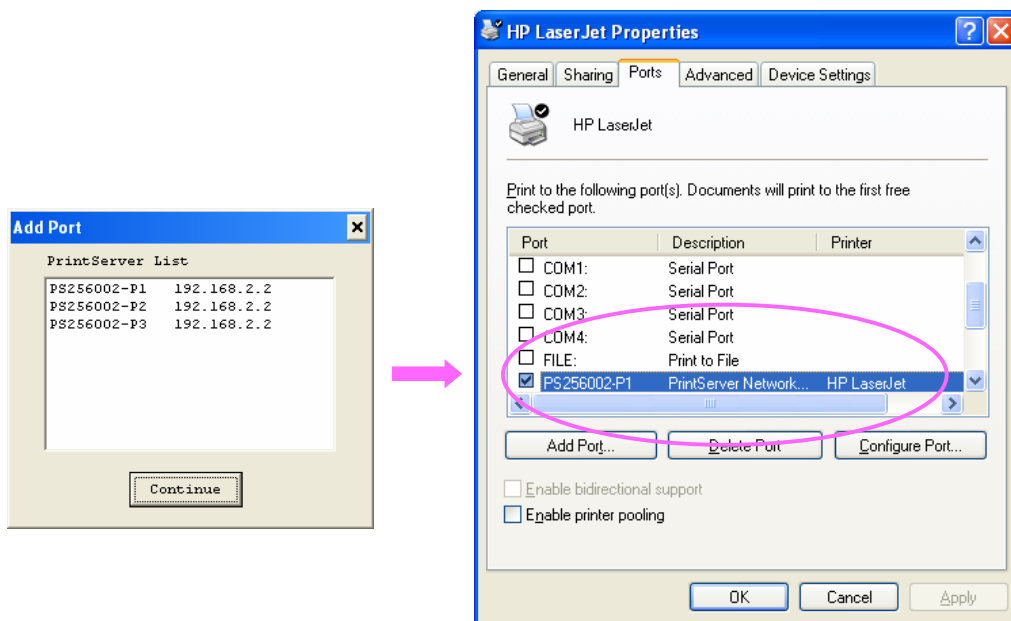 Add Port
PrintServer List
PS256002-P1 192.168.2.2
PS256002-P2 192.168.2.2
PS256002-P3 192.168.2.2
Continue
HP LaserJet Properties
General Sharing Ports Advanced Device Settings
HP LaserJet
Print to the following port(s). Documents will print to the first free
checked port.
Port Description Printer
COM1: Serial Port
COM2: Serial Port
COM3: Serial Port
COM4: Serial Port
FILE: Print to File
PS256002-P1 PrintServer Network... HP LaserJet
Add Port... Delete Port Configure Port...
Enable bidirectional support
Enable printer pooling
OK Cancel Apply